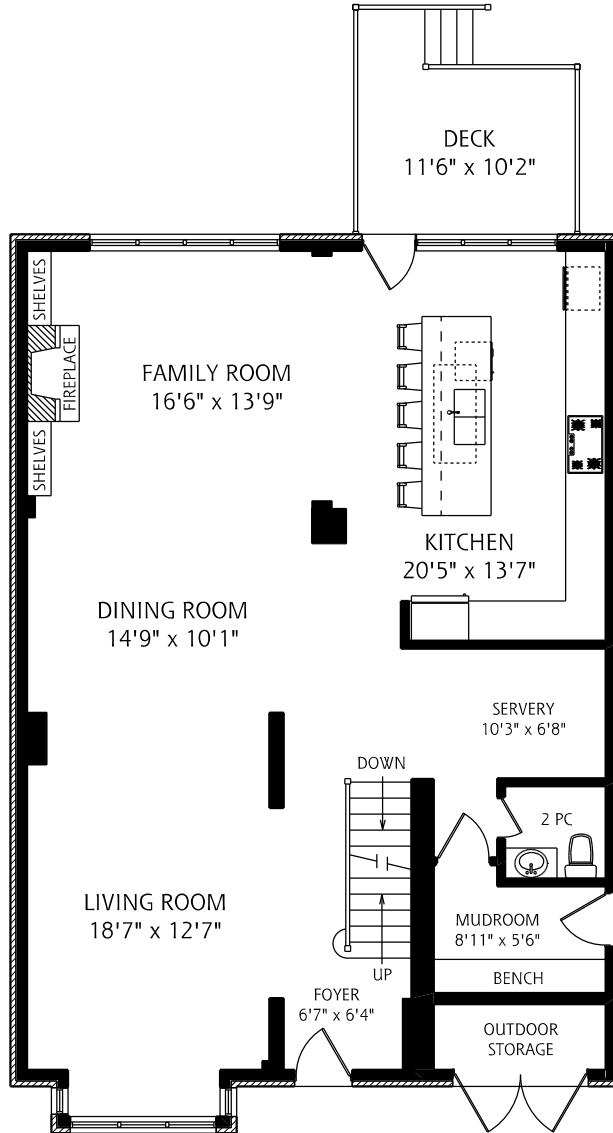 DECK
11'6" x 10'2"
SHELVES
FIREPLACE
SHELVES
FAMILY ROOM
16'6" x 13'9"
KITCHEN
20'5" x 13'7"
DINING ROOM
14'9" x 10'1"
SERVERY
10'3" x 6'8"
DOWN
2 PC
LIVING ROOM
18'7" x 12'7"
MUDROOM
8'11" x 5'6"
UP
BENCH
FOYER
6'7" x 6'4"
OUTDOOR
STORAGE